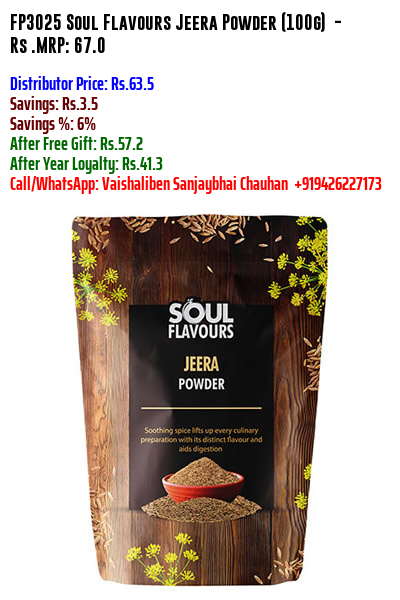 FP3025 Soul Flavours Jeera Powder (100g) -
Rs .MRP: 67.0
Distributor Price: Rs.63.5
Savings: Rs.3.5
Savings %: 6%
After Free Gift: Rs.57.2
After Year Loyalty: Rs.41.3
Call/WhatsApp: Vaishaliben Sanjaybhai Chauhan +919426227173
SOUL
FLAVOURS
JEERA
POWDER
Soothing spice lifts up every culinary
preparation with its distinct flavour and
aids digestion